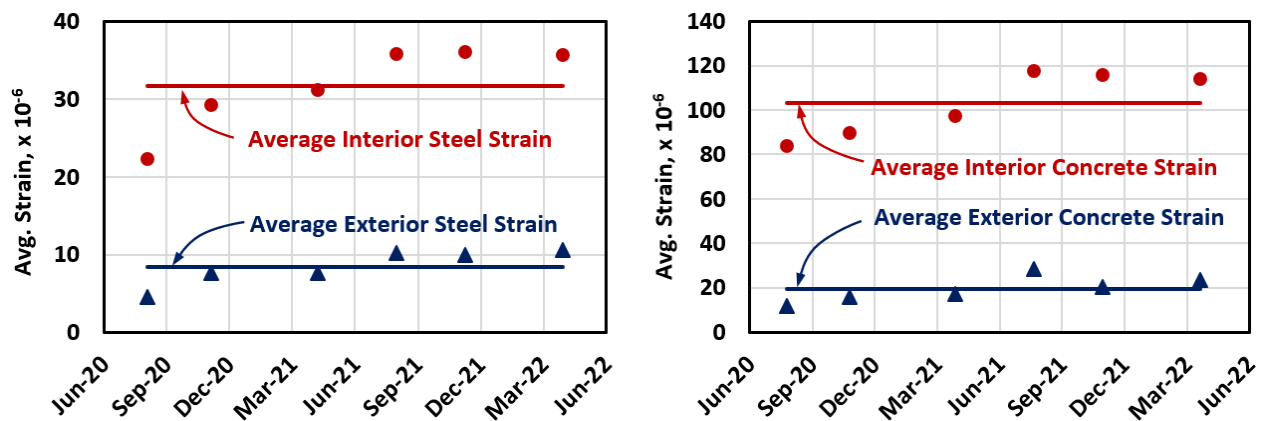 40
30
20
10
0
Avg. Strain, x 10-6
Average Interior Steel Strain
Average Exterior Steel Strain
Jun-20
Sep-20
Dec-20
Mar-21
Jun-21
Sep-21
Dec-21
Mar-22
Jun-22
140
120
100
80
60
40
20
0
Avg. Strain, x 10-6
Average Interior Concrete Strain
Average Exterior Concrete Strain
Jun-20
Sep-20
Dec-20
Mar-21
Jun-21
Sep-21
Dec-21
Mar-22
Jun-22